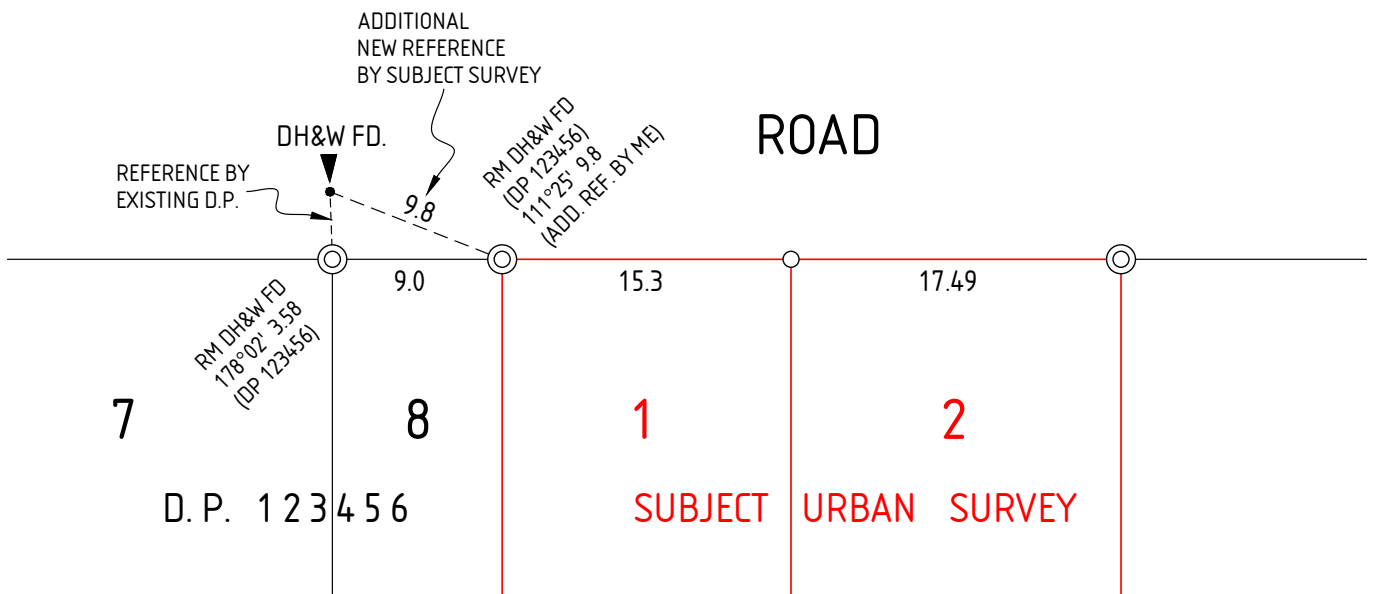 ADDITIONAL
NEW REFERENCE
BY SUBJECT SURVEY
DH&W FD.
REFERENCE BY
EXISTING D.P.
9.8
RM DH&W FD
(DP 123456)
111°25' 9.8
(ADD. REF. BY ME)
ROAD
9.0
15.3
17.49
RM DH&W FD
178°02' 3.58
(DP 123456)
7
8
1
2
D.P. 123456
SUBJECT URBAN SURVEY